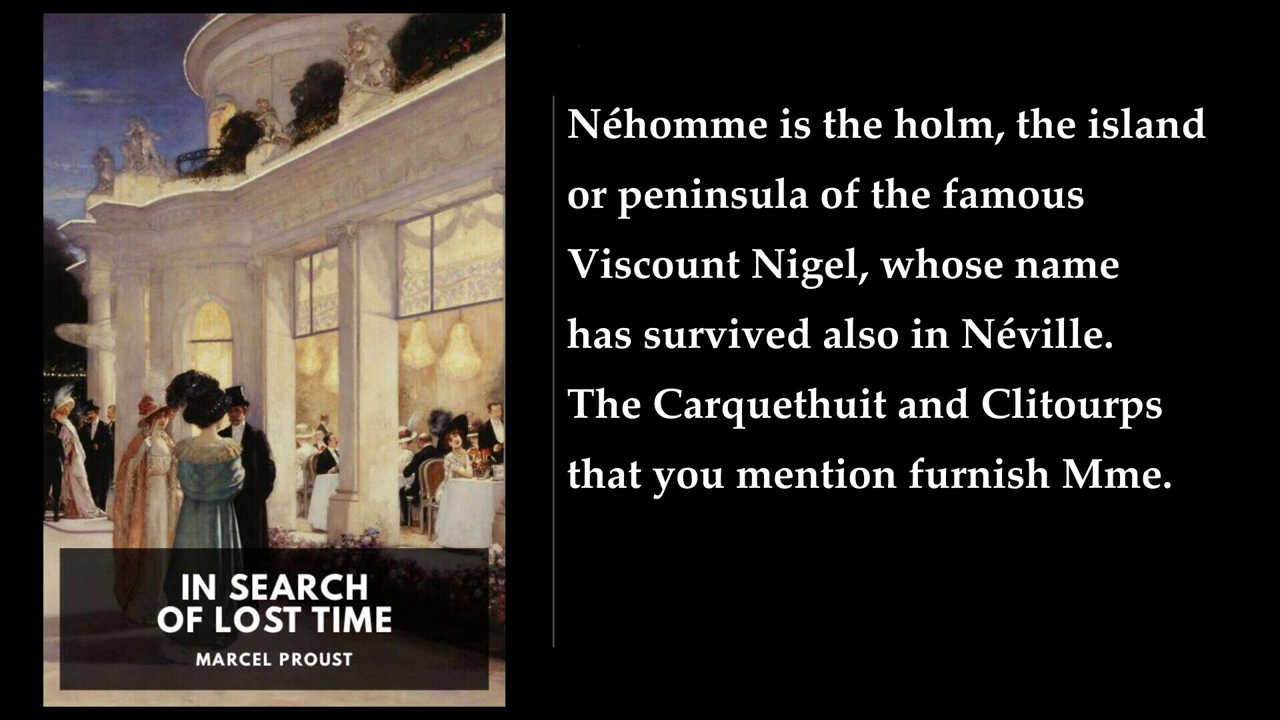 Néhomme is the holm, the island
or peninsula of the famous
Viscount Nigel, whose name
has survived also in Néville.
The Carquethuit and Clitourps
that you mention furnish Mme.
IN SEARCH
OF LOST TIME
MARCEL PROUST